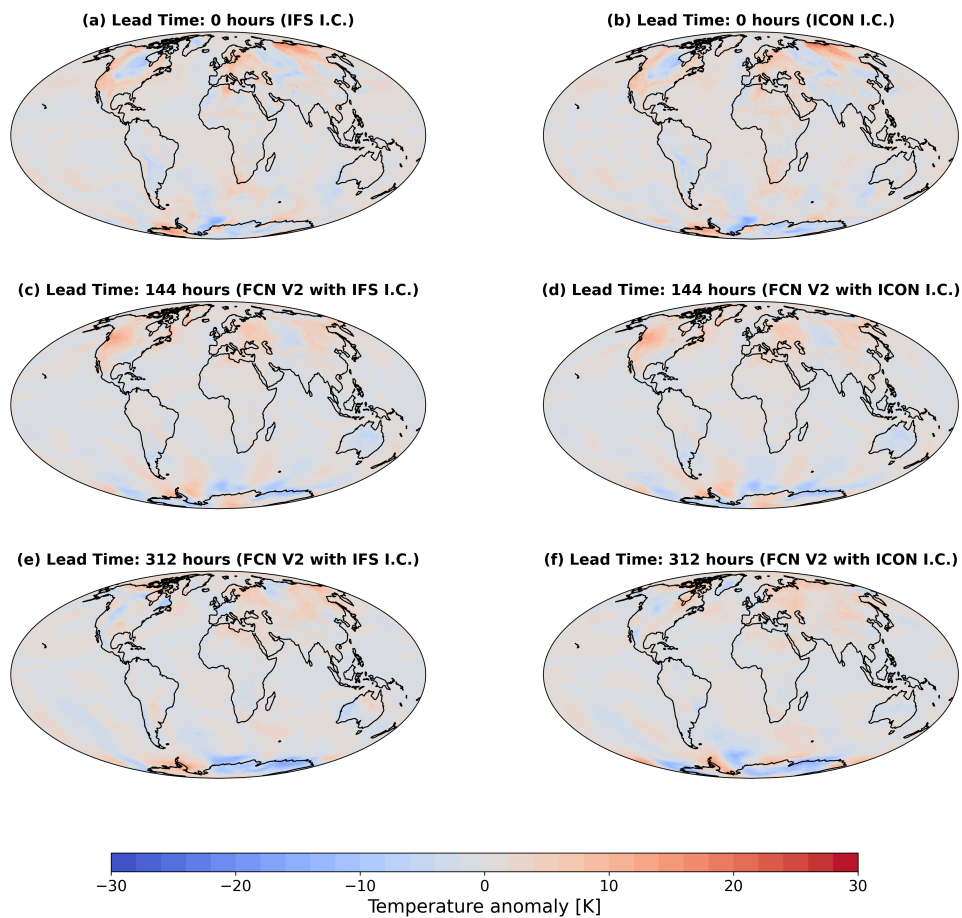 (a) Lead Time: 0 hours (IFS I.C.)
(b) Lead Time: 0 hours (ICON I.C.)
(c) Lead Time: 144 hours (FCN V2 with IFS I.C.)
(d) Lead Time: 144 hours (FCN V2 with ICON I.C.)
(e) Lead Time: 312 hours (FCN V2 with IFS I.C.)
(f) Lead Time: 312 hours (FCN V2 with ICON I.C.)
−30 −20 −10 0 10 20 30
Temperature anomaly [K]